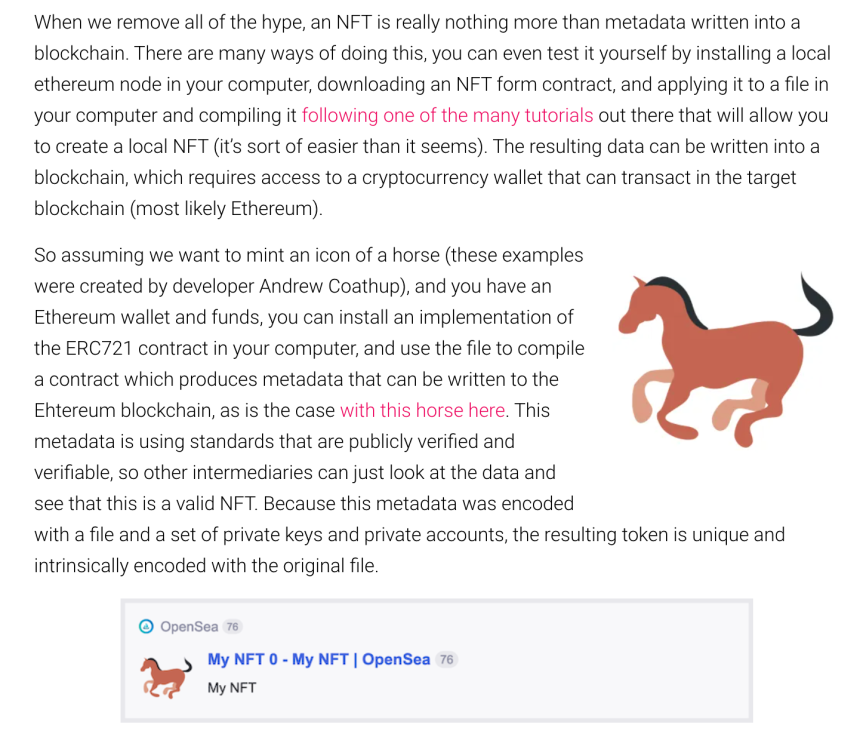 When we remove all of the hype, an NFT is really nothing more than metadata written into a
blockchain. There are many ways of doing this, you can even test it yourself by installing a local
ethereum node in your computer, downloading an NFT form contract, and applying it to a file in
your computer and compiling it following one of the many tutorials out there that will allow you
to create a local NFT (it’s sort of easier than it seems). The resulting data can be written into a
blockchain, which requires access to a cryptocurrency wallet that can transact in the target
blockchain (most likely Ethereum).
So assuming we want to mint an icon of a horse (these examples
were created by developer Andrew Coathup), and you have an
Ethereum wallet and funds, you can install an implementation of
the ERC721 contract in your computer, and use the file to compile
a contract which produces metadata that can be written to the
Ehtereum blockchain, as is the case with this horse here. This
metadata is using standards that are publicly verified and
verifiable, so other intermediaries can just look at the data and
see that this is a valid NFT. Because this metadata was encoded
with a file and a set of private keys and private accounts, the resulting token is unique and
intrinsically encoded with the original file.
OpenSea 76
My NFT 0 - My NFT | OpenSea 76
My NFT